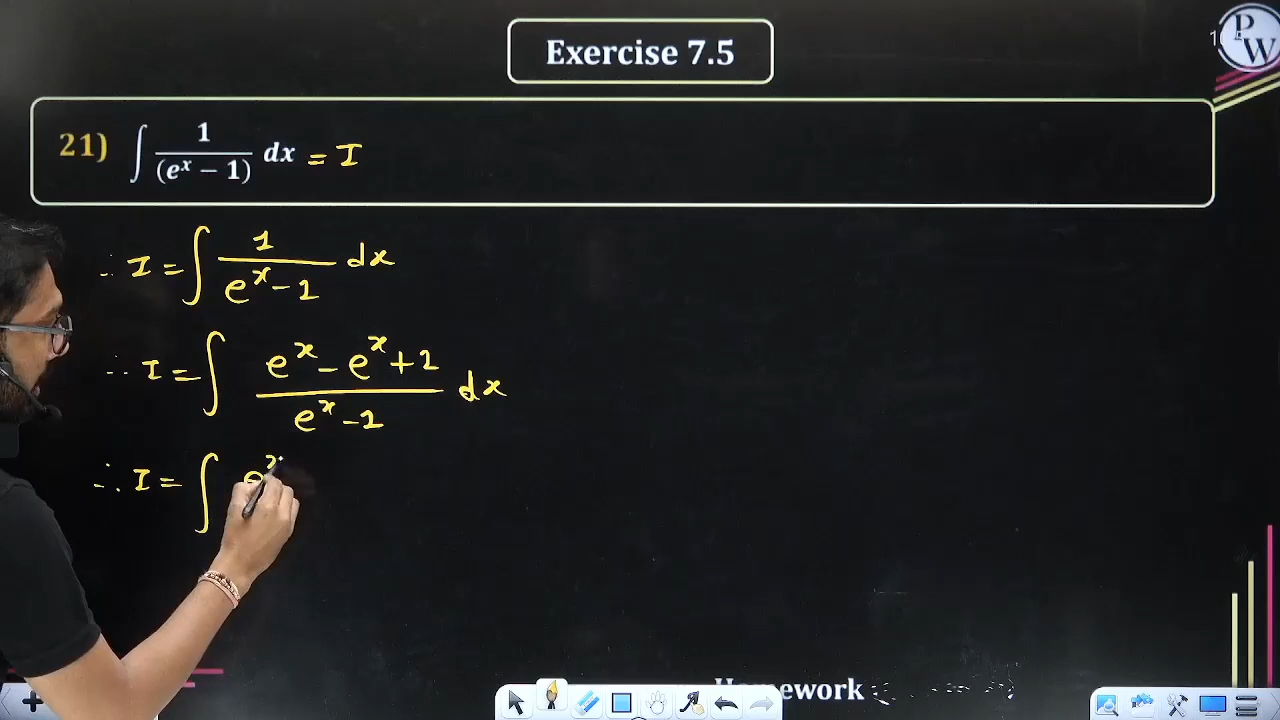 Exercise 7.5
PW
21) ∫ 1/(eˣ − 1) dx = I
∴ I = ∫ 1/(eˣ - 1) dx
∴ I = ∫ (eˣ - eˣ + 1)/(eˣ - 1) dx
∴ I = ∫ eˣ